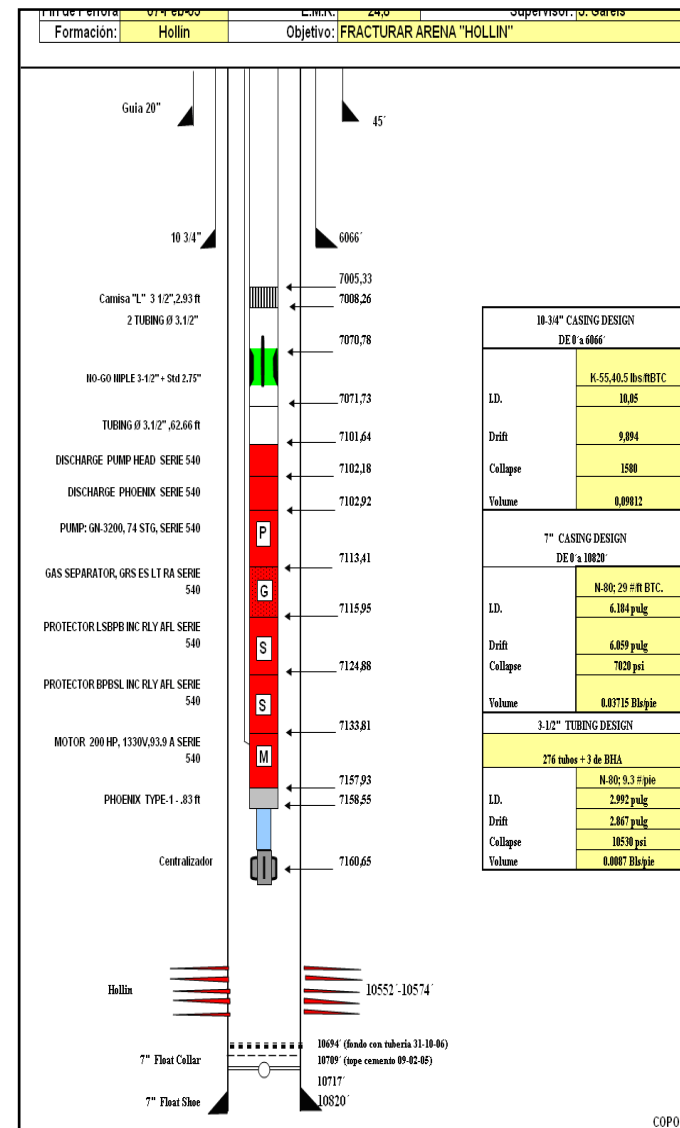 Fin de Perfora 07-Feb-05 E.M.R. 24,8 Supervisor: J. Gareis
Formación: Hollín Objetivo: FRACTURAR ARENA "HOLLIN"
Guia 20" 45´
10 3/4" 6066´
7005,33
Camisa "L" 3 1/2",2.93 ft 7008,26
2 TUBING Ø 3.1/2"
7070,78
NO-GO NIPLE 3-1/2" + Std 2.75"
7071,73
TUBING Ø 3.1/2" ,62.66 ft
7101,64
DISCHARGE PUMP HEAD SERIE 540
7102,18
DISCHARGE PHOENIX SERIE 540
7102,92
PUMP: GN-3200, 74 STG, SERIE 540 P
7113,41
GAS SEPARATOR, GRS ES LT RA SERIE
540
G
7115,95
PROTECTOR LSBPB INC RLY AFL SERIE
540
S
7124,88
PROTECTOR BPBSL INC RLY AFL SERIE
540
S
7133,81
MOTOR 200 HP, 1330V,93.9 A SERIE
540
M
7157,93
PHOENIX TYPE-1 - .83 ft 7158,55
Centralizador 7160,65
Hollin 10552´-10574´
10694´ (fondo con tuberia 31-10-06)
7" Float Collar 10709´ (tope cemento 09-02-05)
10717´
7" Float Shoe 10820´
10-3/4" CASING DESIGN
DE 0´a 6066´
K-55,40.5 lbs/ftBTC
I.D. 10,05
Drift 9,894
Collapse 1580
Volume 0,09812
7" CASING DESIGN
DE 0´a 10820´
N-80; 29 #/ft BTC.
I.D. 6.184 pulg
Drift 6.059 pulg
Collapse 7020 psi
Volume 0.03715 Bls/pie
3-1/2" TUBING DESIGN
276 tubos + 3 de BHA
N-80; 9.3 #/pie
I.D. 2.992 pulg
Drift 2.867 pulg
Collapse 10530 psi
Volume 0.0087 Bls/pie
COPO